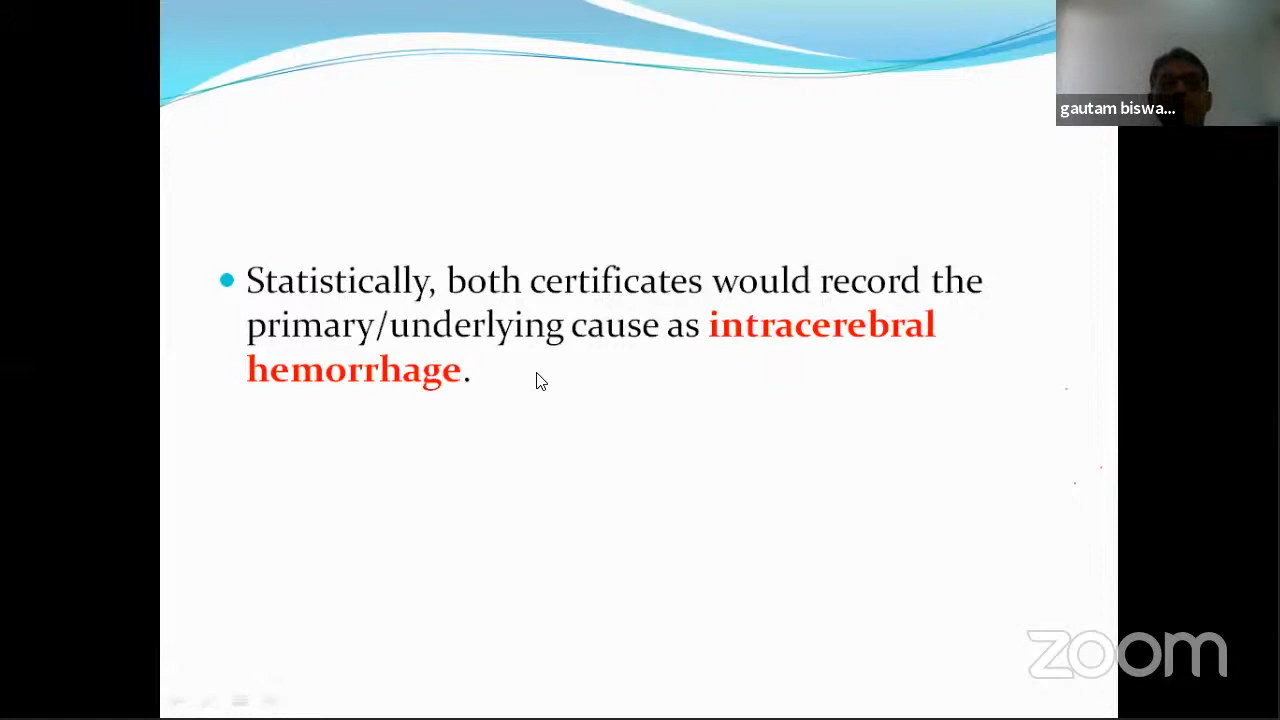 gautam biswa...
Statistically, both certificates would record the
primary/underlying cause as intracerebral
hemorrhage.
zoom